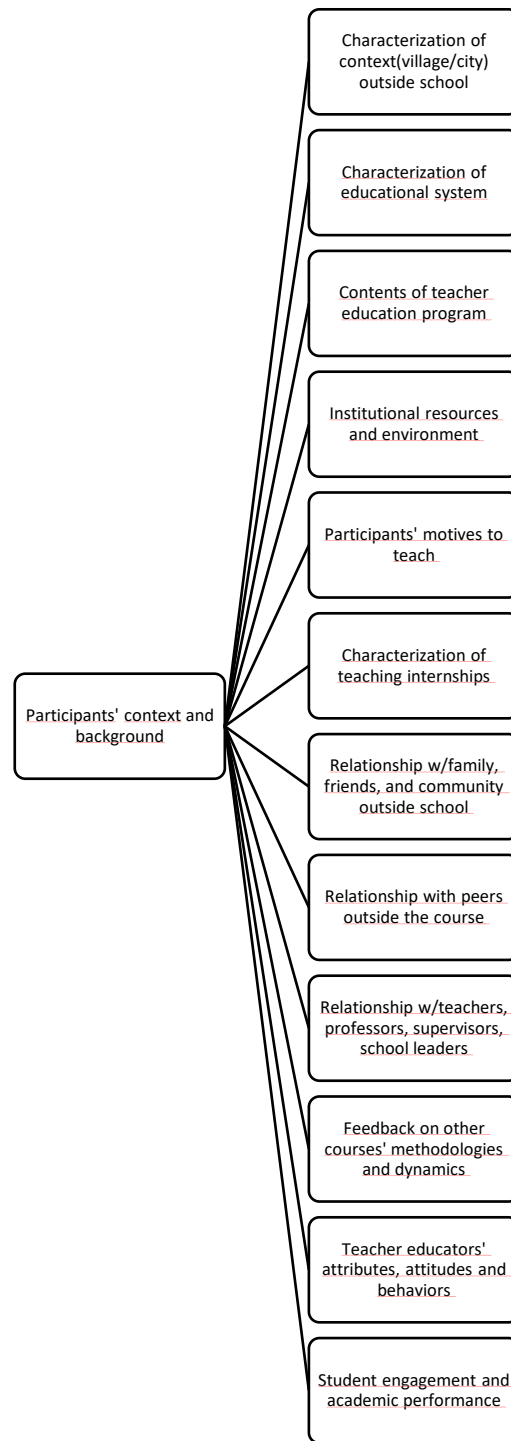 Characterization of
context(village/city)
outside school
Characterization of
educational system
Contents of teacher
education program
Institutional resources
and environment
Participants' motives to
teach
Characterization of
teaching internships
Participants' context and
background
Relationship w/family,
friends, and community
outside school
Relationship with peers
outside the course
Relationship w/teachers,
professors, supervisors,
school leaders
Feedback on other
courses' methodologies
and dynamics
Teacher educators'
attributes, attitudes and
behaviors
Student engagement and
academic performance